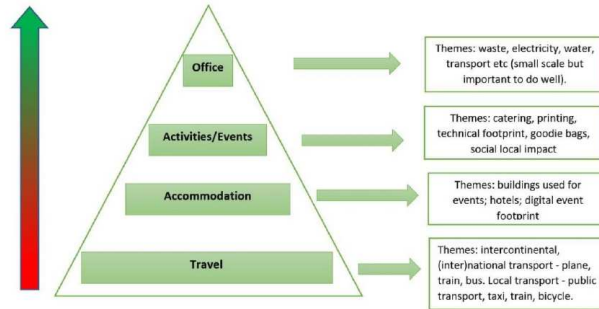 Office
Themes: waste, electricity, water,
transport etc (small scale but
important to do well).
Activities/Events
Themes: catering, printing,
technical footprint, goodie bags,
social local impact
Accommodation
Themes: buildings used for
events; hotels; digital event
footprint
Travel
Themes: intercontinental,
(inter)national transport - plane,
train, bus. Local transport - public
transport, taxi, train, bicycle.